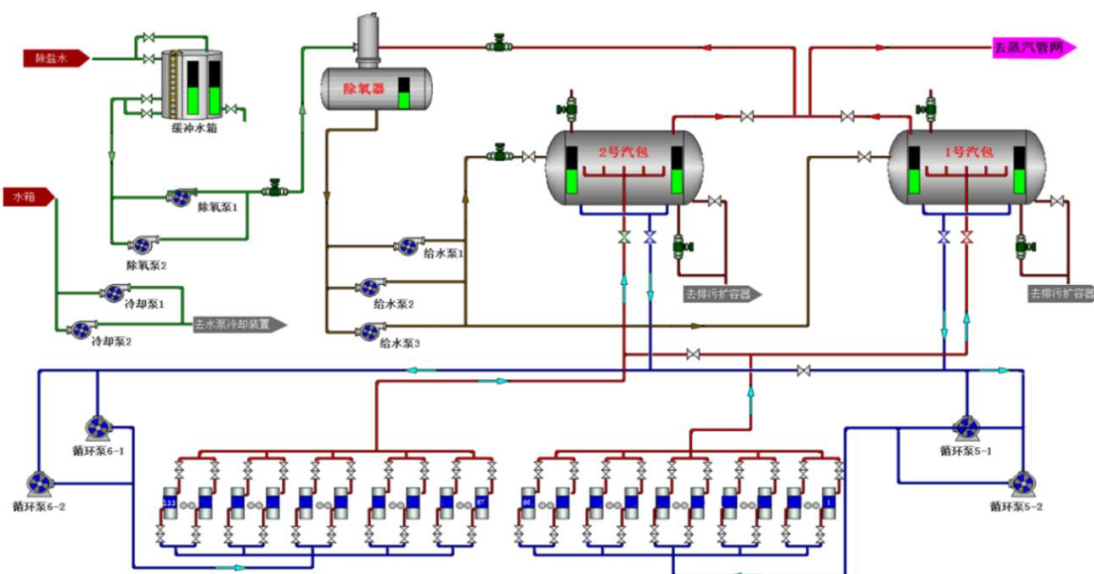 除盐水
缓冲水箱
除氧器
去蒸汽管网
2号汽包
1号汽包
水箱
除氧泵1
除氧泵2
给水泵1
给水泵2
给水泵3
去排污扩容器
去排污扩容器
冷却泵1
冷却泵2
去水泵冷却装置
循环泵6-1
循环泵6-2
循环泵5-1
循环泵5-2
66
1